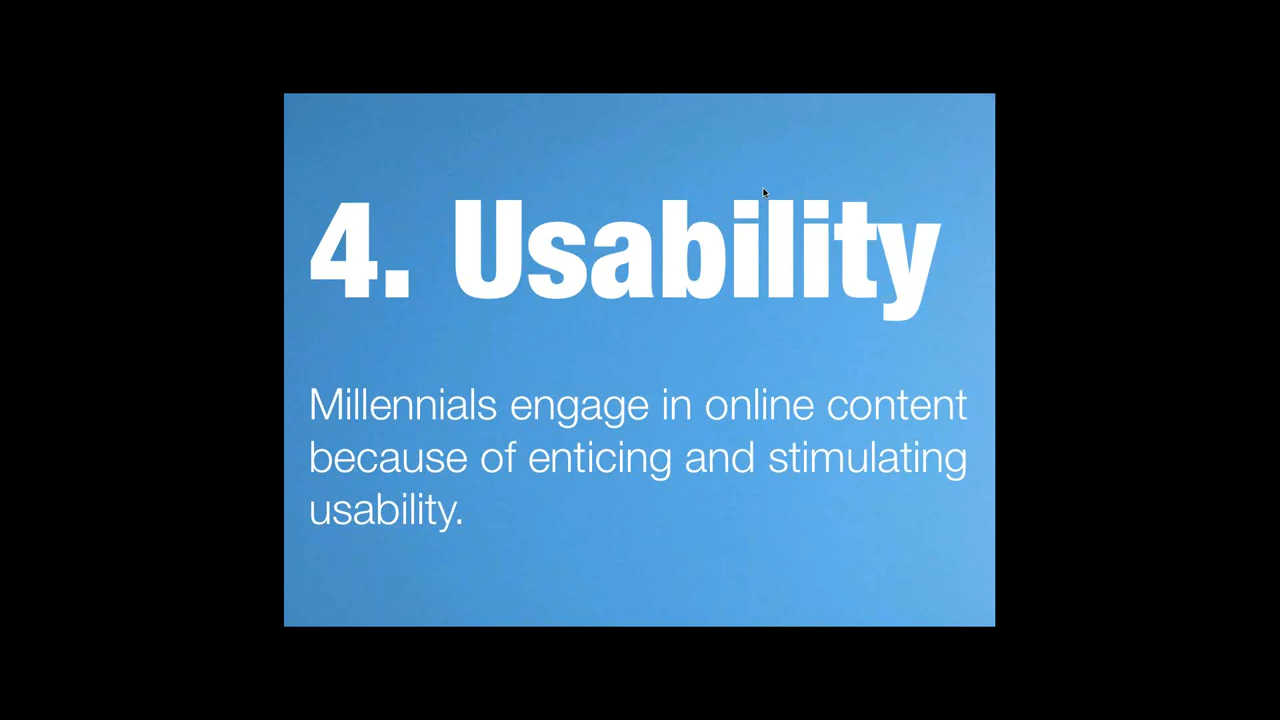 4. Usability
Millennials engage in online content
because of enticing and stimulating
usability.